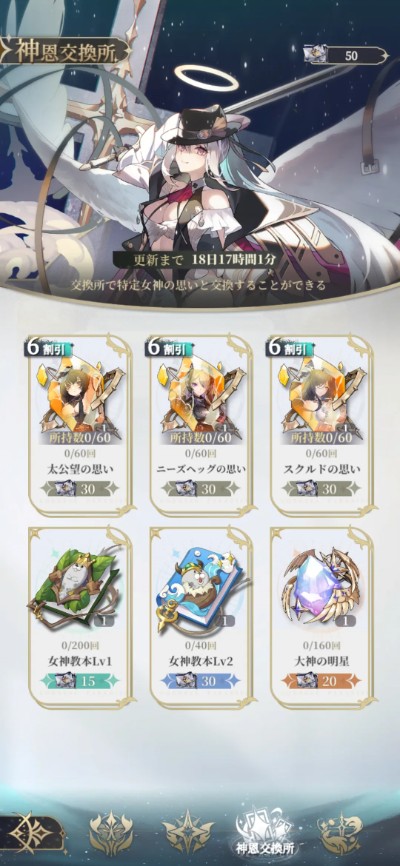 神恩交換所
50
更新まで 18日17時間1分
交換所で特定女神の思いと交換することができる
6割引
6割引
6割引
1
1
1
所持数0/60
所持数0/60
所持数0/60
0/60回
0/60回
0/60回
太公望の思い
ニーズヘッグの思い
スクルドの思い
30
30
30
1
1
1
0/200回
0/40回
0/160回
女神教本Lv1
女神教本Lv2
大神の明星
15
30
20
神恩交換所